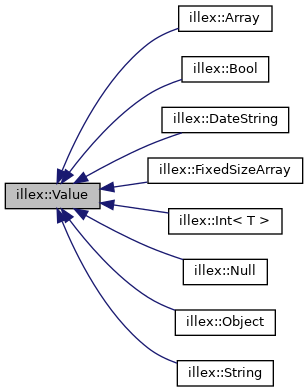 illex::Array
illex::Bool
illex::DateString
illex::FixedSizeArray
illex::Value
illex::Int< T >
illex::Null
illex::Object
illex::String